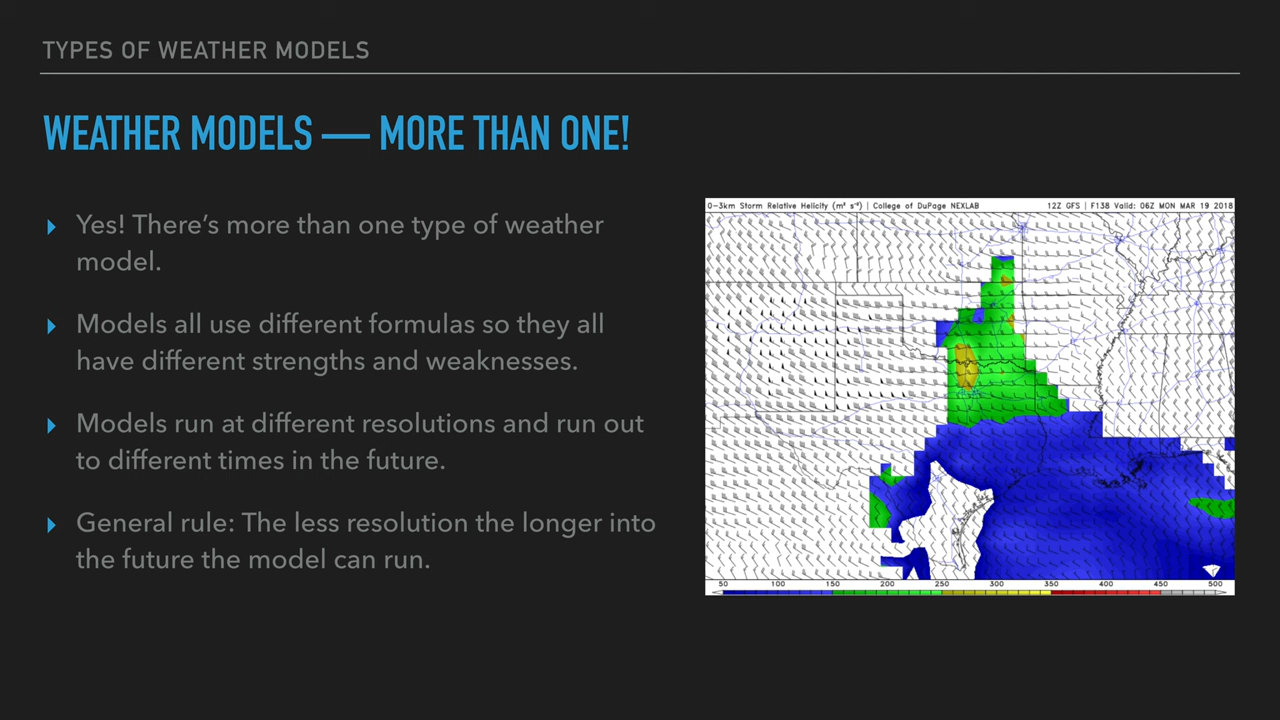 TYPES OF WEATHER MODELS
WEATHER MODELS — MORE THAN ONE!
Yes! There's more than one type of weather
model.
Models all use different formulas so they all
have different strengths and weaknesses.
Models run at different resolutions and run out
to different times in the future.
General rule: The less resolution the longer into
the future the model can run.
0-3km Storm Relative Helicity (m² s⁻²) | College of DuPage NEXLAB 12Z GFS | F138 Valid: 06Z MON MAR 19 2018
50 100 150 200 250 300 350 400 450 500